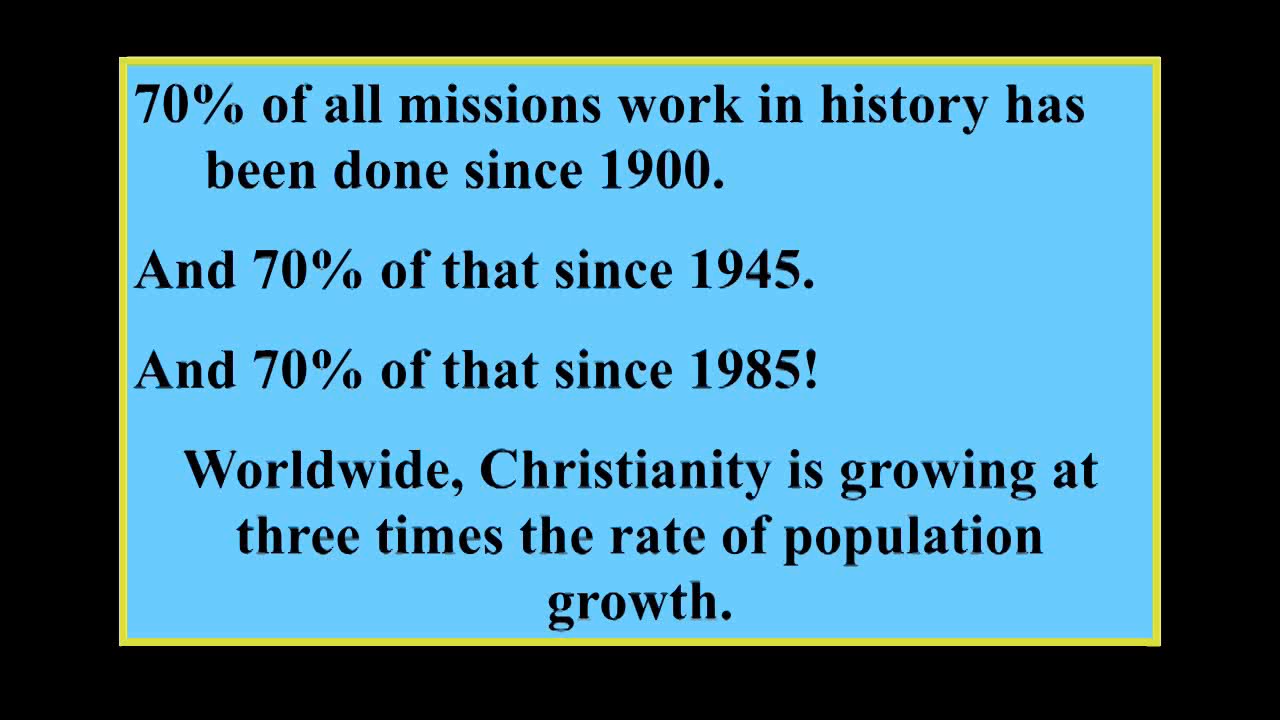 70% of all missions work in history has
been done since 1900.
And 70% of that since 1945.
And 70% of that since 1985!
Worldwide, Christianity is growing at
three times the rate of population
growth.